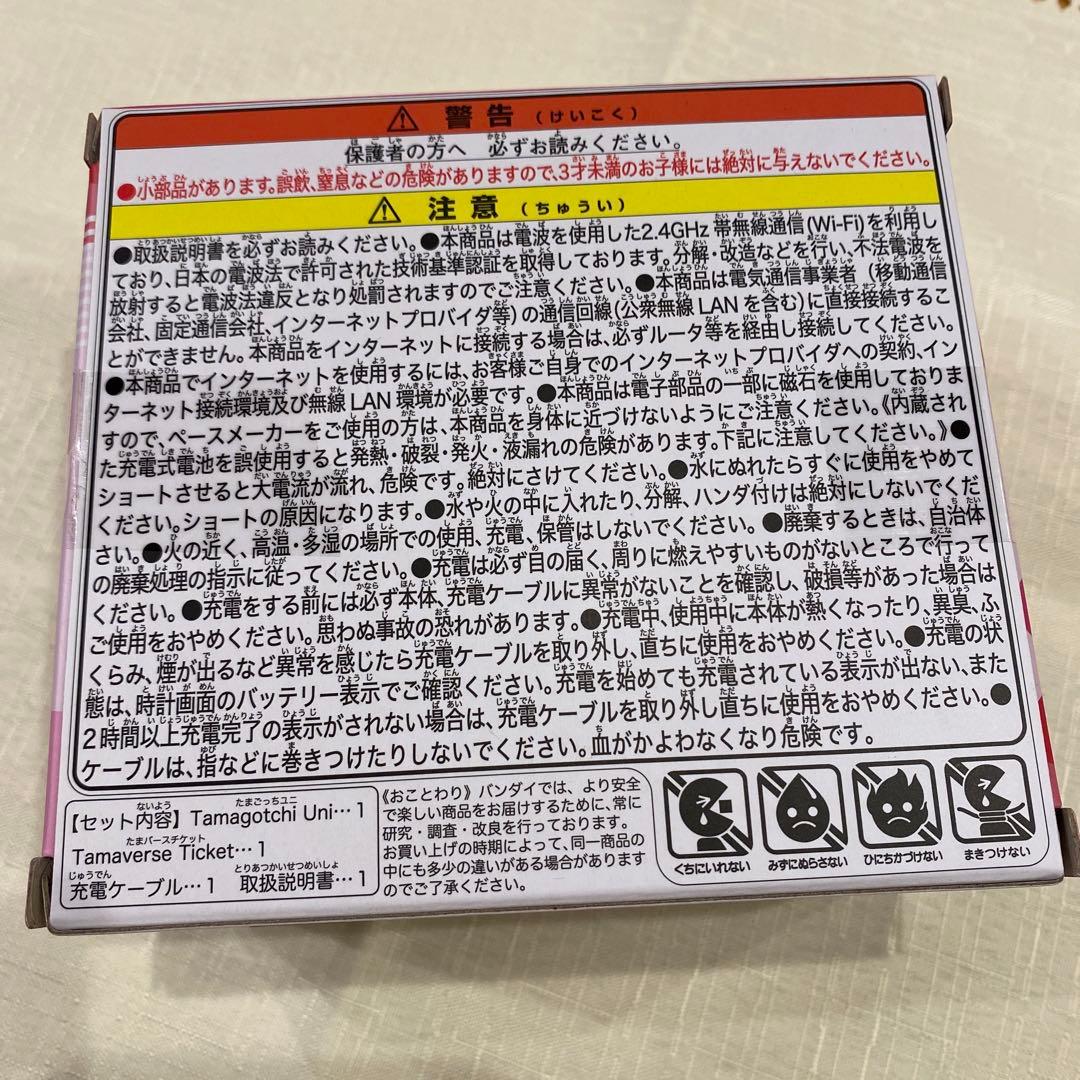 ⚠ 警告（けいこく）
保護者の方へ 必ずお読みください。
●小部品があります。誤飲、窒息などの危険がありますので、3才未満のお子様には絶対に与えないでください。
⚠ 注意（ちゅうい）
●取扱説明書を必ずお読みください。●本商品は電波を使用した2.4GHz帯無線通信(Wi-Fi)を利用し
ており、日本の電波法で許可された技術基準認証を取得しております。分解・改造などを行い、不法電波を
放射すると電波法違反となり処罰されますのでご注意ください。●本商品は電気通信事業者（移動通信
会社、固定通信会社、インターネットプロバイダ等）の通信回線（公衆無線LANを含む）に直接接続するこ
とができません。本商品をインターネットに接続する場合は、必ずルータ等を経由し接続してください。
●本商品でインターネットを使用するには、お客様ご自身でのインターネットプロバイダへの契約、イン
ターネット接続環境及び無線LAN環境が必要です。●本商品は電子部品の一部に磁石を使用しておりま
すので、ペースメーカーをご使用の方は、本商品を身体に近づけないようにご注意ください。《内蔵され
た充電式電池を誤使用すると発熱・破裂・発火・液漏れの危険があります。下記に注意してください。》●
ショートさせると大電流が流れ、危険です。絶対にさけてください。●水にぬれたらすぐに使用をやめて
ください。ショートの原因になります。●水や火の中に入れたり、分解、ハンダ付けは絶対にしないでくだ
さい。●火の近く、高温・多湿の場所での使用、充電、保管はしないでください。●廃棄するときは、自治体
の廃棄処理の指示に従ってください。●充電は必ず目の届く、周りに燃えやすいものがないところで行って
ください。●充電をする前には必ず本体、充電ケーブルに異常がないことを確認し、破損等があった場合は
ご使用をおやめください。思わぬ事故の恐れがあります。●充電中、使用中に本体が熱くなったり、異臭、ふ
くらみ、煙が出るなど異常を感じたら充電ケーブルを取り外し、直ちに使用をおやめください。●充電の状
態は、時計画面のバッテリー表示でご確認ください。充電を始めても充電されている表示が出ない、また
2時間以上充電完了の表示がされない場合は、充電ケーブルを取り外し直ちに使用をおやめください。●
ケーブルは、指などに巻きつけたりしないでください。血がかよわなくなり危険です。
【セット内容】Tamagotchi Uni…1
Tamaverse Ticket…1
充電ケーブル…1 取扱説明書…1
《おことわり》バンダイでは、より安全
で楽しい商品をお届けするために、常に
研究・調査・改良を行っております。
お買い上げの時期によって、同一商品の
中にも多少の違いがある場合があります
のでご了承ください。
くちにいれない みずにぬらさない ひにちかづけない まきつけない